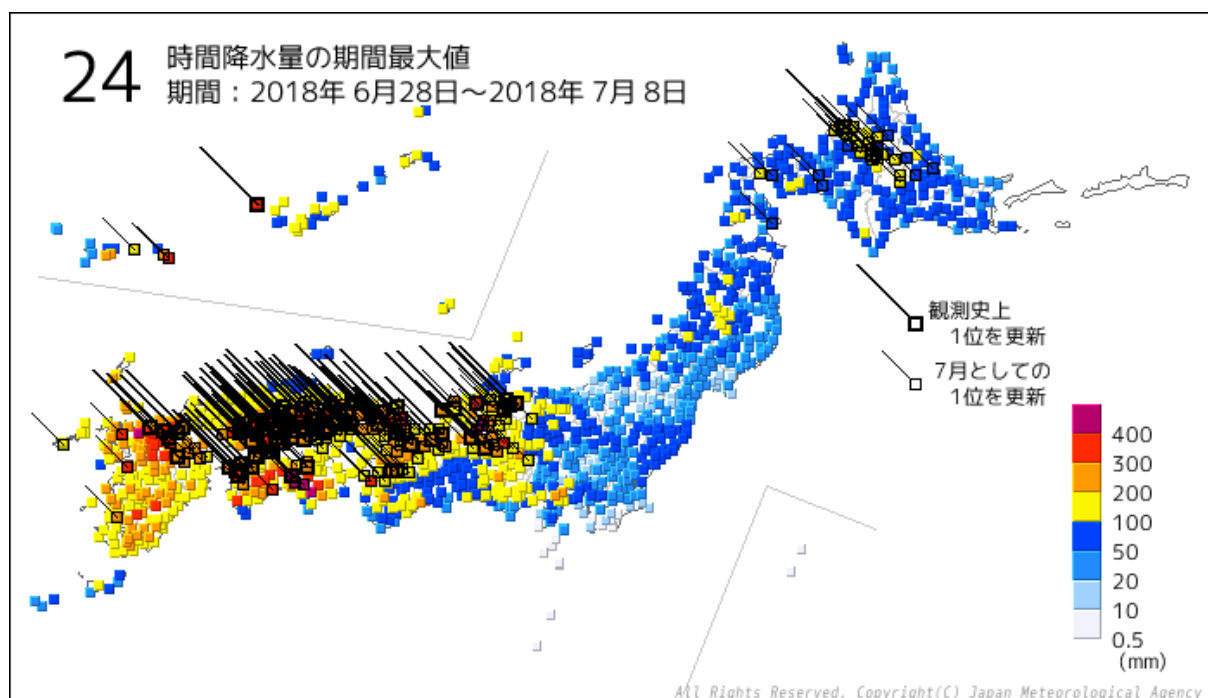 24 時間降水量の期間最大値
期間：2018年 6月28日～2018年 7月 8日
観測史上
1位を更新
7月としての
1位を更新
400
300
200
100
50
20
10
0.5
(mm)
All Rights Reserved. Copyright(C) Japan Meteorological Agency